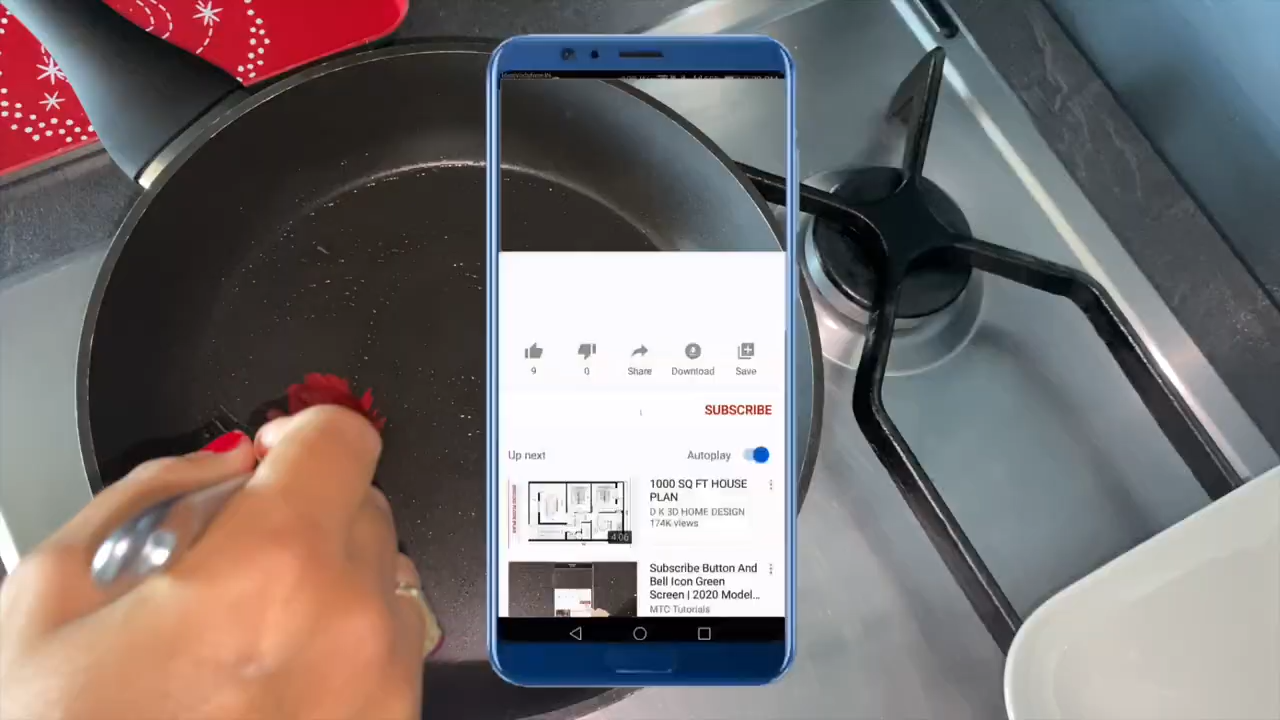 9
0
Share
Download
Save
SUBSCRIBE
Up next
Autoplay
1000 SQ FT HOUSE
PLAN
D K 3D HOME DESIGN
174K views
4:06
Subscribe Button And
Bell Icon Green
Screen | 2020 Model...
MTC Tutorials